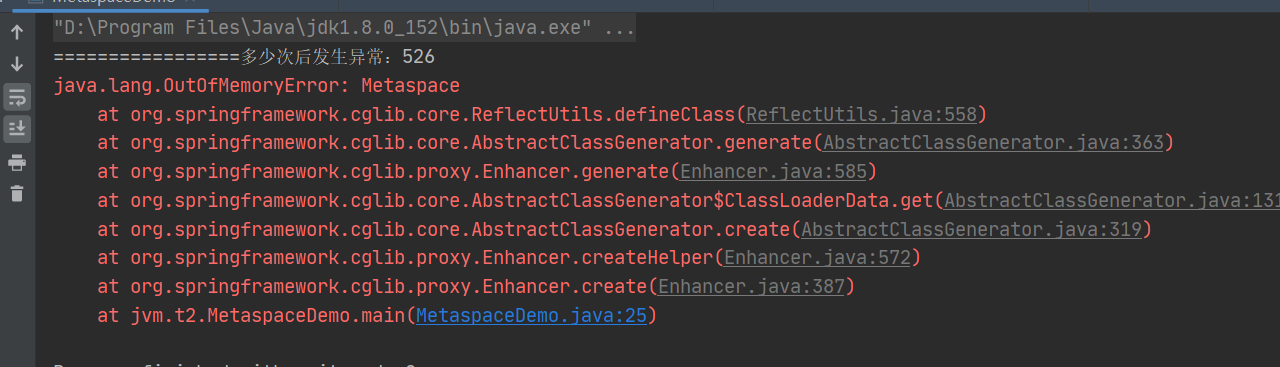 MetaspaceDemo
"D:\Program Files\Java\jdk1.8.0_152\bin\java.exe" ...
=================多少次后发生异常：526
java.lang.OutOfMemoryError: Metaspace
at org.springframework.cglib.core.ReflectUtils.defineClass(ReflectUtils.java:558)
at org.springframework.cglib.core.AbstractClassGenerator.generate(AbstractClassGenerator.java:363)
at org.springframework.cglib.proxy.Enhancer.generate(Enhancer.java:585)
at org.springframework.cglib.core.AbstractClassGenerator$ClassLoaderData.get(AbstractClassGenerator.java:131
at org.springframework.cglib.core.AbstractClassGenerator.create(AbstractClassGenerator.java:319)
at org.springframework.cglib.proxy.Enhancer.createHelper(Enhancer.java:572)
at org.springframework.cglib.proxy.Enhancer.create(Enhancer.java:387)
at jvm.t2.MetaspaceDemo.main(MetaspaceDemo.java:25)